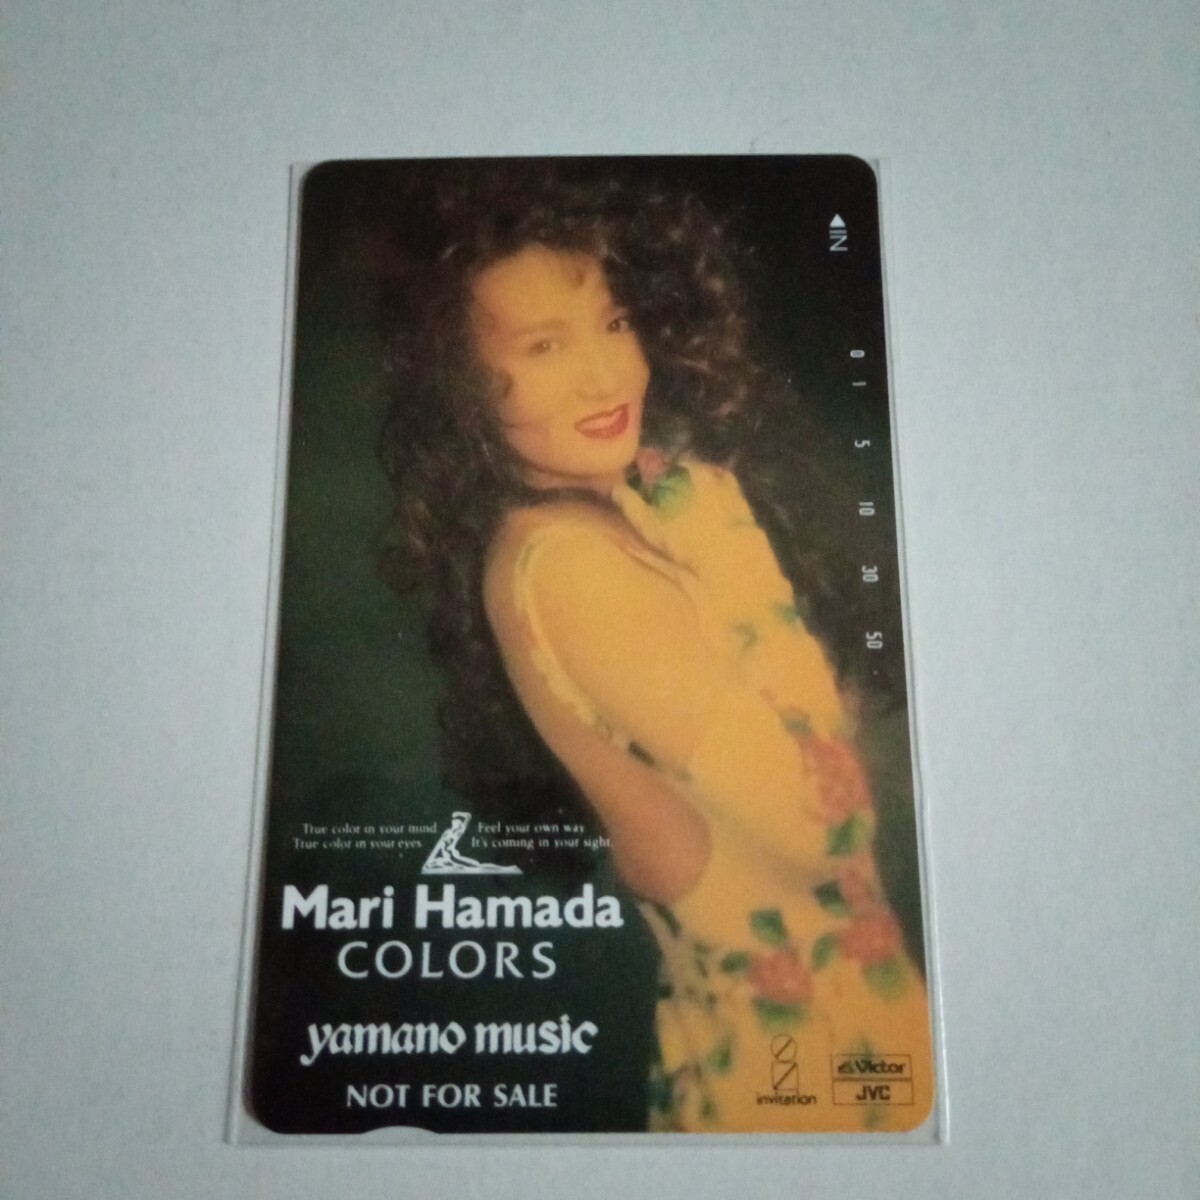 ◀IN
0
1
5
10
30
50
True color in your mind Feel your own way
True color in your eyes It's coming in your sight.
Mari Hamada
COLORS
yamano music
NOT FOR SALE
invitation
Victor
JVC